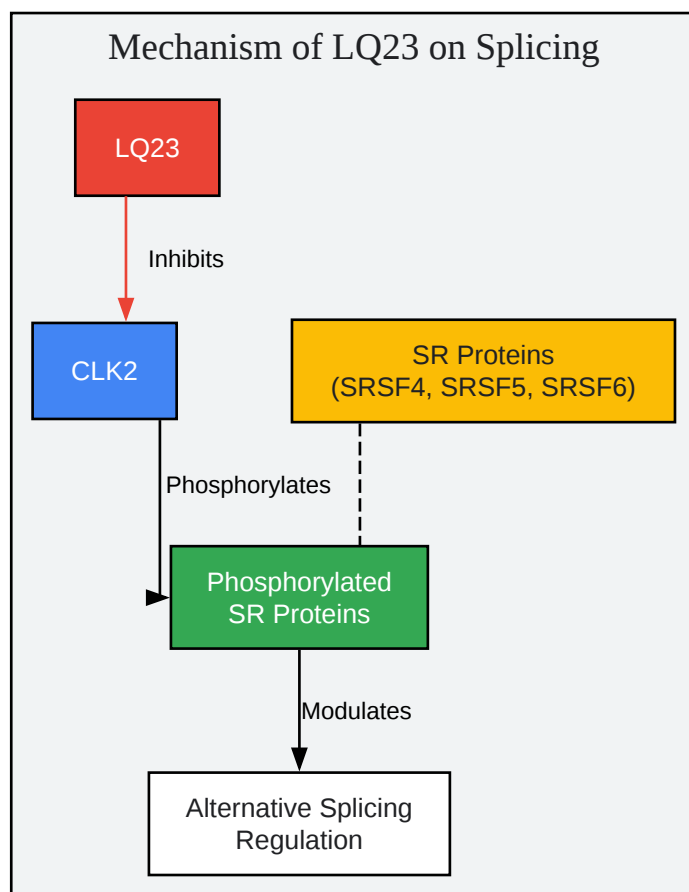 Mechanism of LQ23 on Splicing
LQ23
Inhibits
CLK2
SR Proteins
(SRSF4, SRSF5, SRSF6)
Phosphorylates
Phosphorylated
SR Proteins
Modulates
Alternative Splicing
Regulation